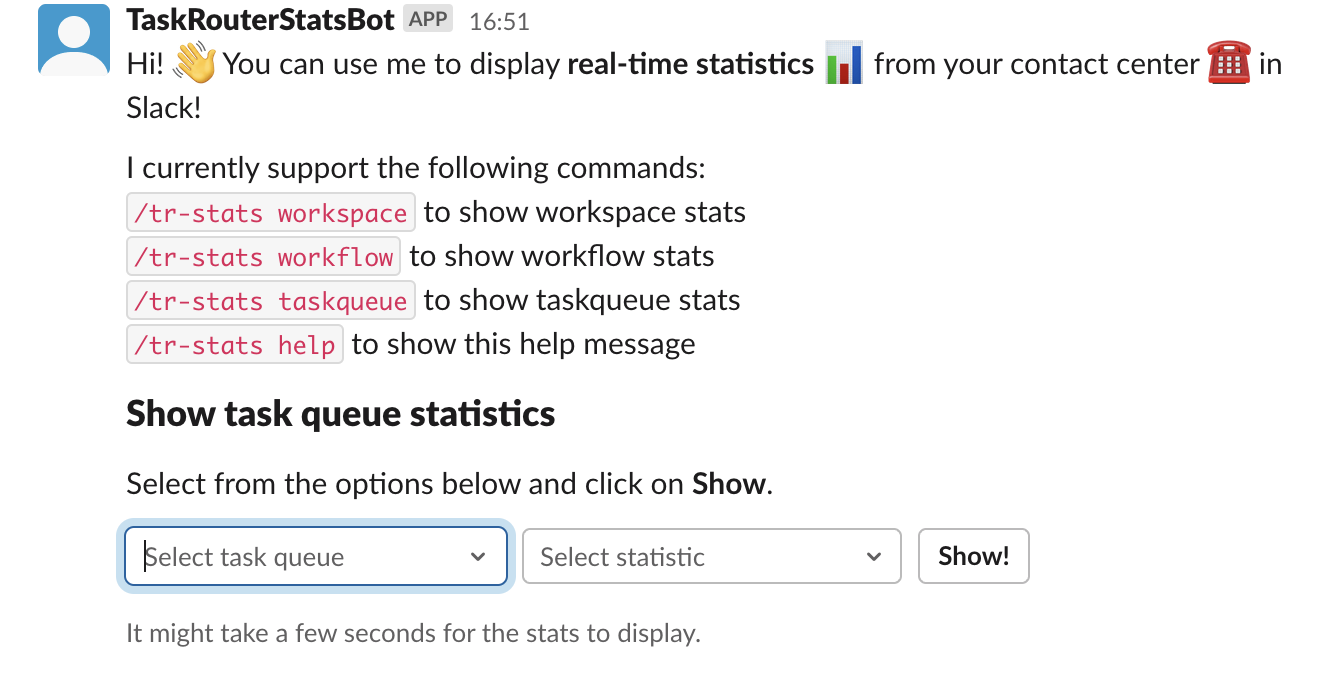 TaskRouterStatsBot APP 16:51
Hi! 👋 You can use me to display real-time statistics 📊 from your contact center ☎️ in
Slack!
I currently support the following commands:
/tr-stats workspace to show workspace stats
/tr-stats workflow to show workflow stats
/tr-stats taskqueue to show taskqueue stats
/tr-stats help to show this help message
Show task queue statistics
Select from the options below and click on Show.
Select task queue Select statistic Show!
It might take a few seconds for the stats to display.